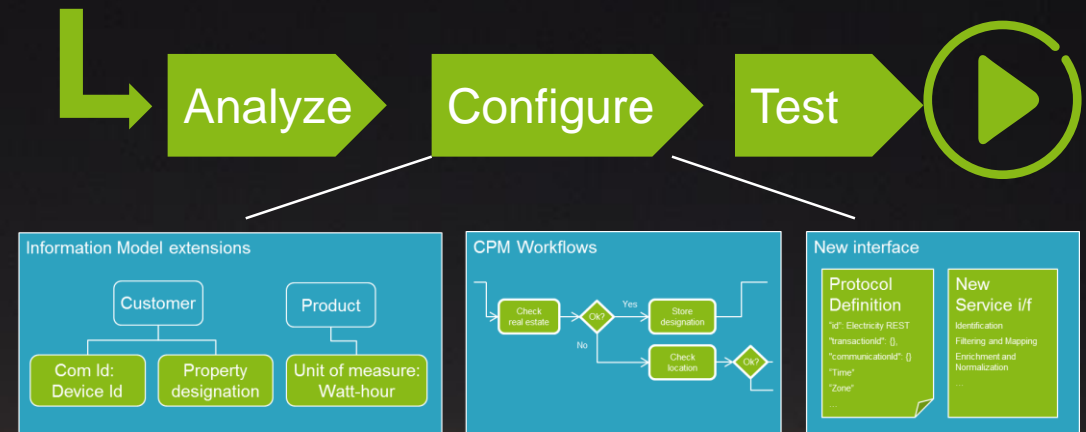 Analyze
Configure
Test
Information Model extensions
Customer
Product
Com Id:
Device Id
Property
designation
Unit of measure:
Watt-hour
CPM Workflows
Check
real estate
Ok?
Yes
Store
designation
No
Check
location
Ok?
New interface
Protocol
Definition
"id": Electricity REST
"transactionId": {},
"communicationId": {}
"Time"
"Zone"
...
New
Service i/f
Identification
Filtering and Mapping
Enrichment and
Normalization
...